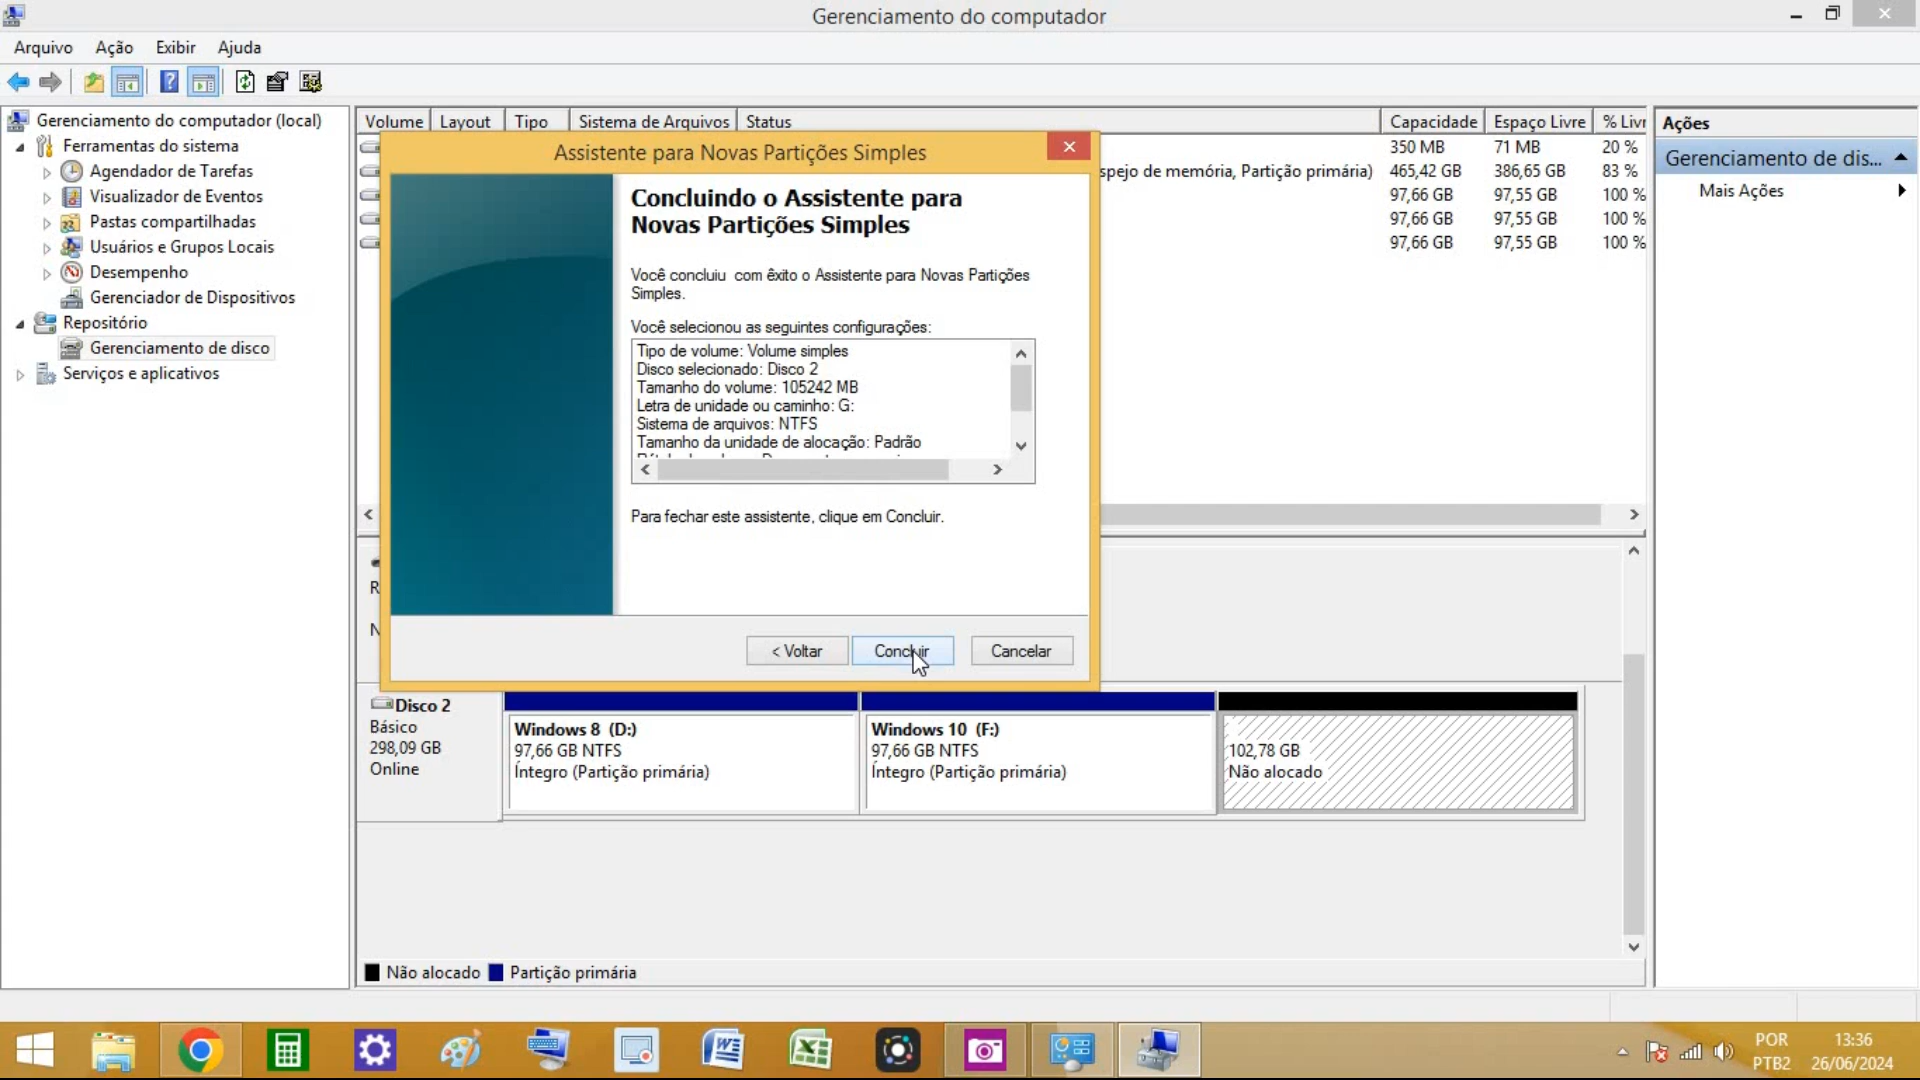 Gerenciamento do computador
Arquivo Ação Exibir Ajuda
Gerenciamento do computador (local)
Ferramentas do sistema
Agendador de Tarefas
Visualizador de Eventos
Pastas compartilhadas
Usuários e Grupos Locais
Desempenho
Gerenciador de Dispositivos
Repositório
Gerenciamento de disco
Serviços e aplicativos
Volume Layout Tipo Sistema de Arquivos Status Capacidade Espaço Livre % Livr
350 MB 71 MB 20 %
spejo de memória, Partição primária) 465,42 GB 386,65 GB 83 %
97,66 GB 97,55 GB 100 %
97,66 GB 97,55 GB 100 %
97,66 GB 97,55 GB 100 %
Ações
Gerenciamento de dis...
Mais Ações
Assistente para Novas Partições Simples
Concluindo o Assistente para
Novas Partições Simples
Você concluiu com êxito o Assistente para Novas Partições
Simples.
Você selecionou as seguintes configurações:
Tipo de volume: Volume simples
Disco selecionado: Disco 2
Tamanho do volume: 105242 MB
Letra de unidade ou caminho: G:
Sistema de arquivos: NTFS
Tamanho da unidade de alocação: Padrão
Para fechar este assistente, clique em Concluir.
< Voltar Concluir Cancelar
R
N
Disco 2
Básico
298,09 GB
Online
Windows 8 (D:)
97,66 GB NTFS
Íntegro (Partição primária)
Windows 10 (F:)
97,66 GB NTFS
Íntegro (Partição primária)
102,78 GB
Não alocado
Não alocado Partição primária
POR
PTB2
13:36
26/06/2024